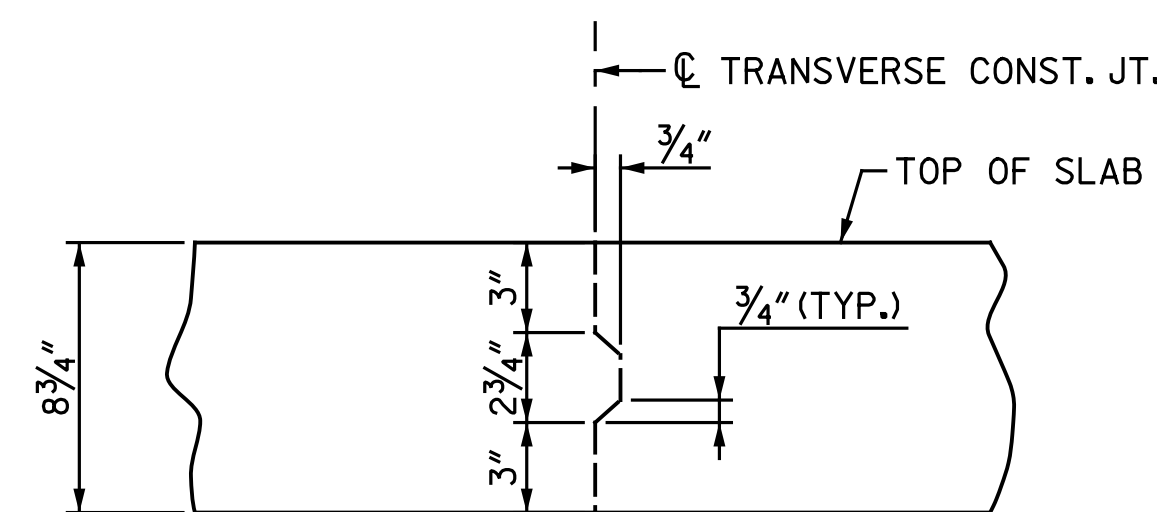 ℄ TRANSVERSE CONST. JT.
3/4"
TOP OF SLAB
3"
3/4" (TYP.)
8 3/4"
2 3/4"
3"